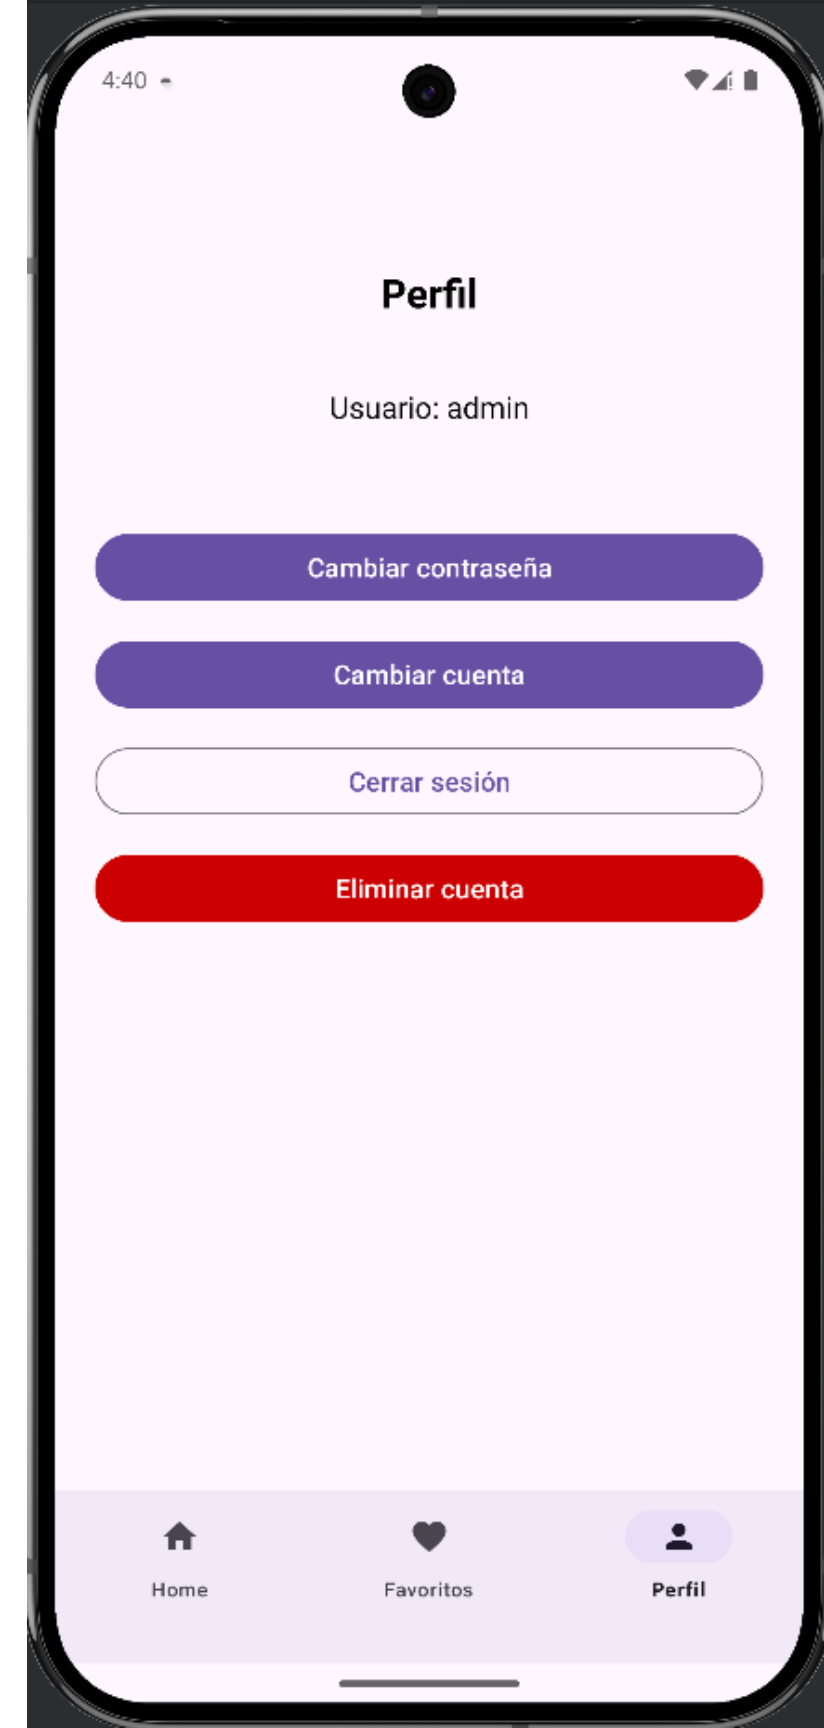 4:40
Perfil
Usuario: admin
Cambiar contraseña
Cambiar cuenta
Cerrar sesión
Eliminar cuenta
Home Favoritos Perfil